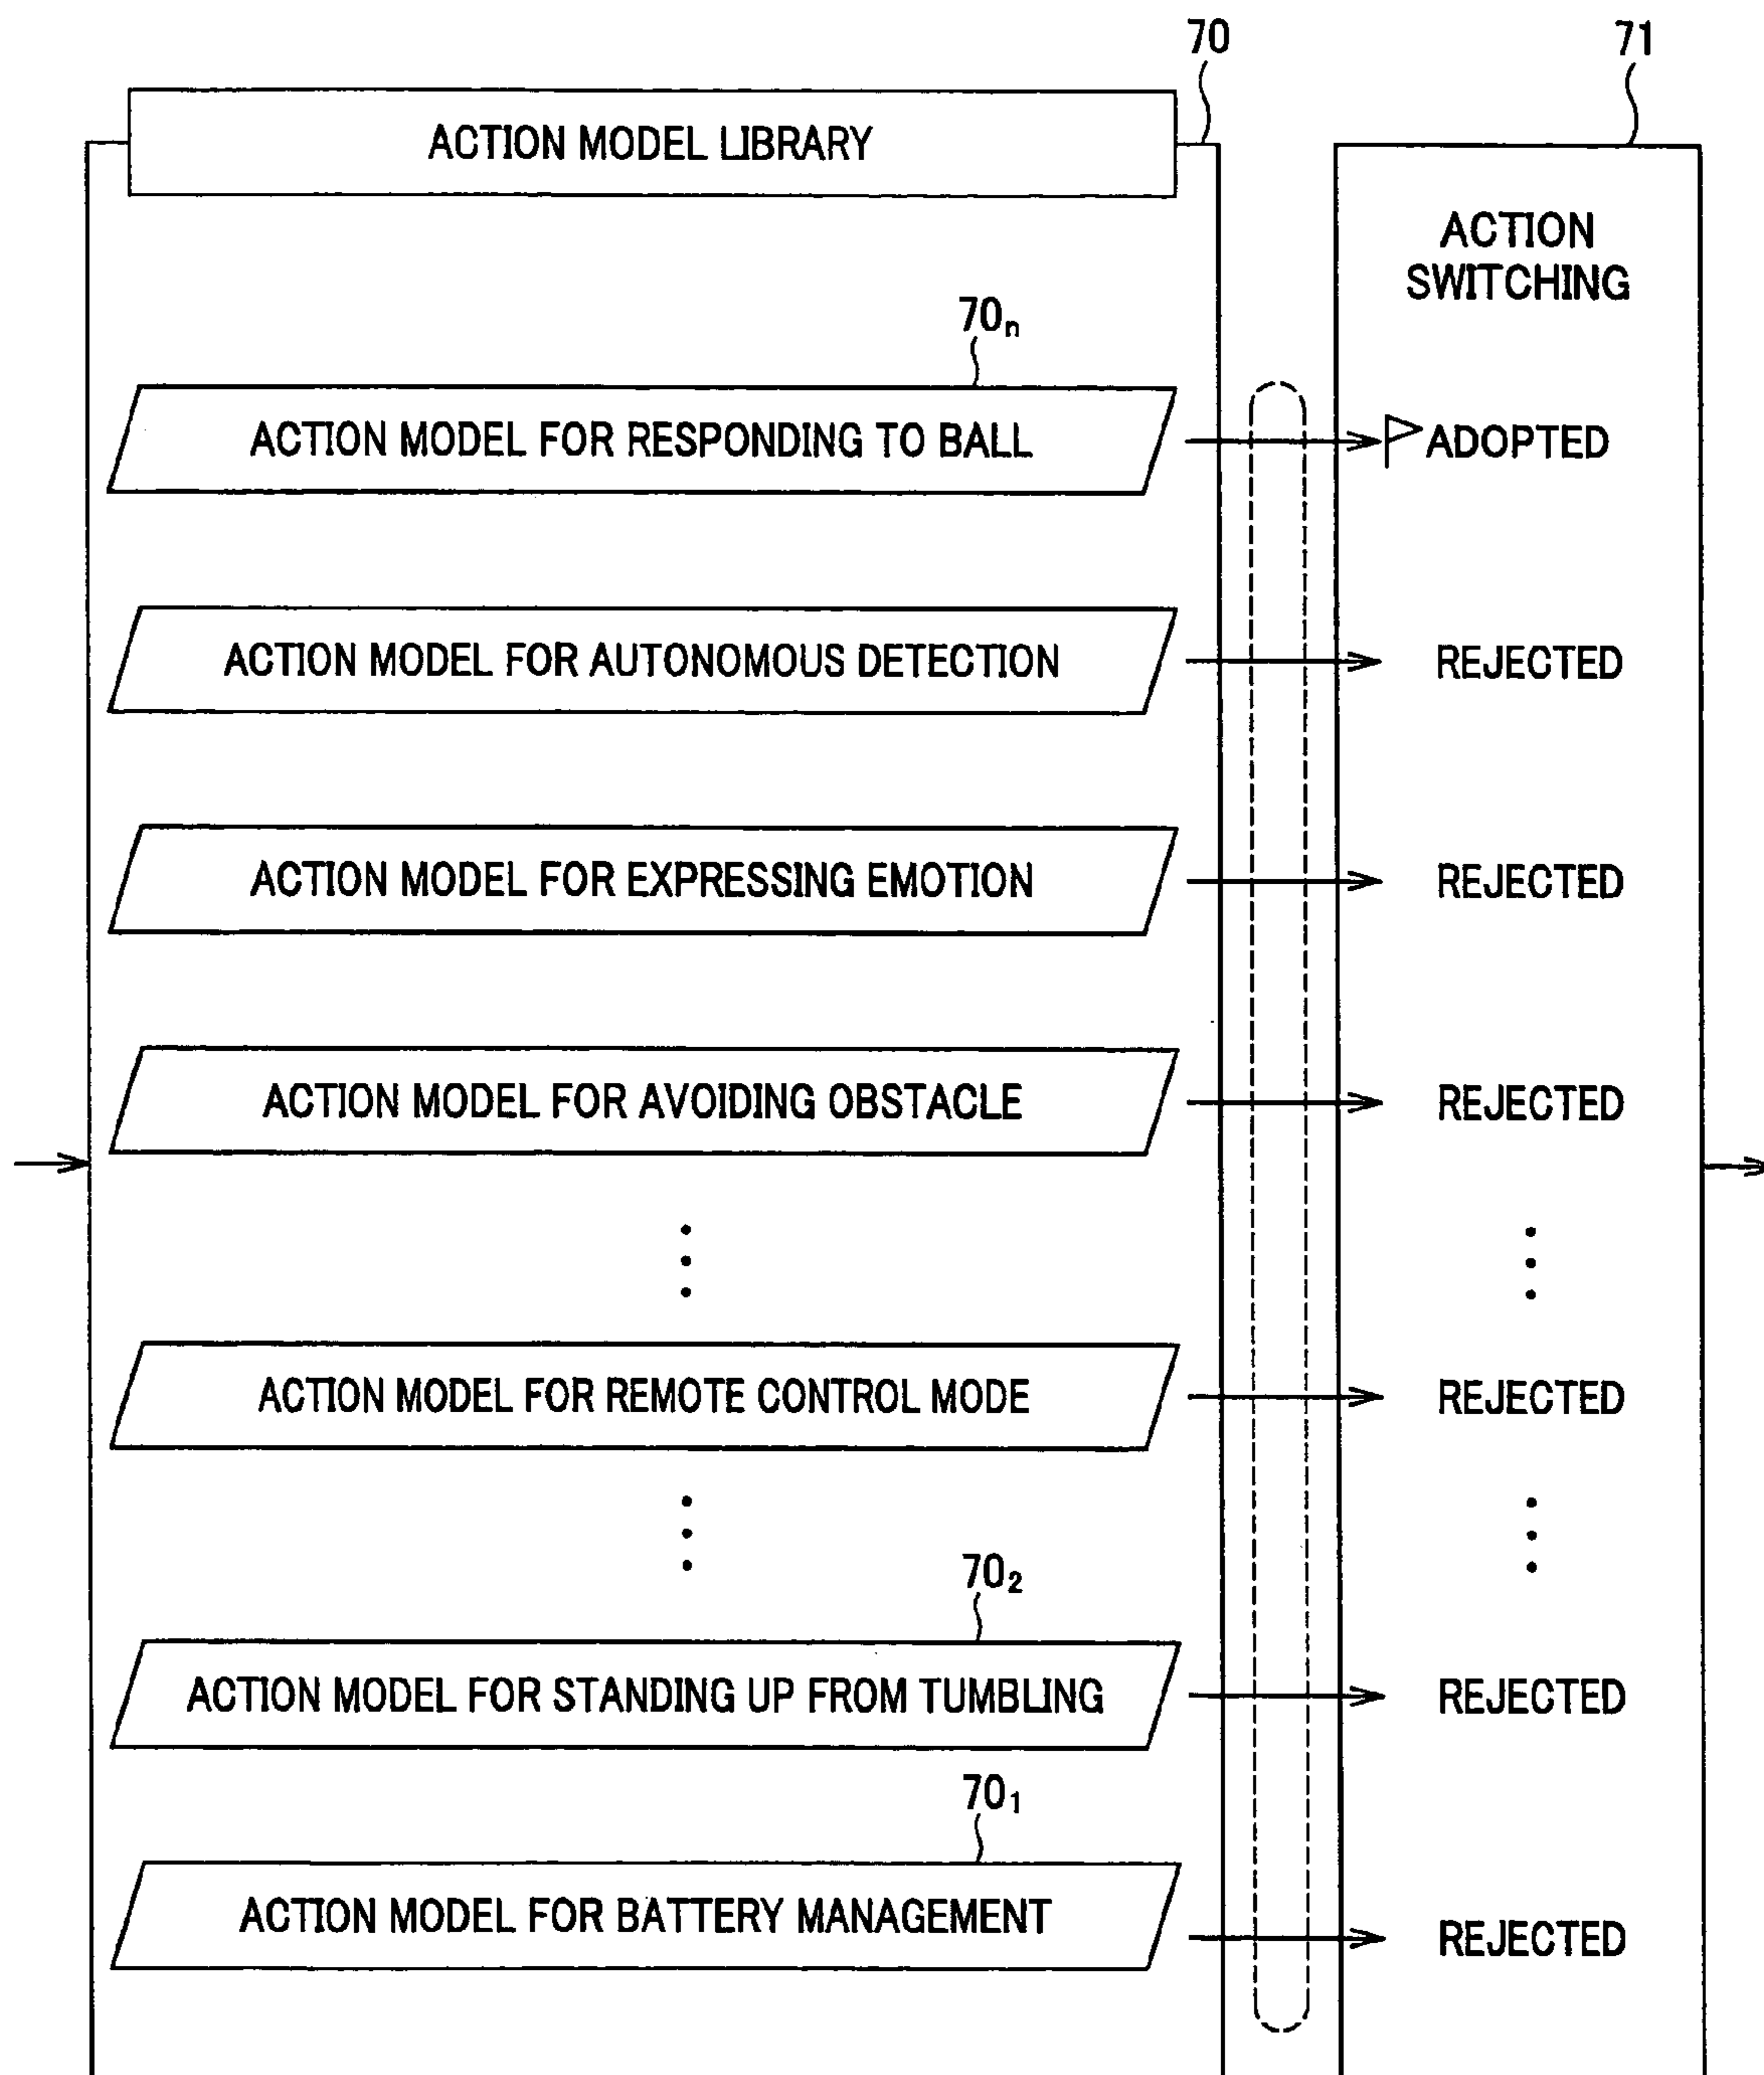 70
71
ACTION MODEL LIBRARY
ACTION
SWITCHING
70n
ACTION MODEL FOR RESPONDING TO BALL
ADOPTED
ACTION MODEL FOR AUTONOMOUS DETECTION
REJECTED
ACTION MODEL FOR EXPRESSING EMOTION
REJECTED
ACTION MODEL FOR AVOIDING OBSTACLE
REJECTED
ACTION MODEL FOR REMOTE CONTROL MODE
REJECTED
702
ACTION MODEL FOR STANDING UP FROM TUMBLING
REJECTED
701
ACTION MODEL FOR BATTERY MANAGEMENT
REJECTED